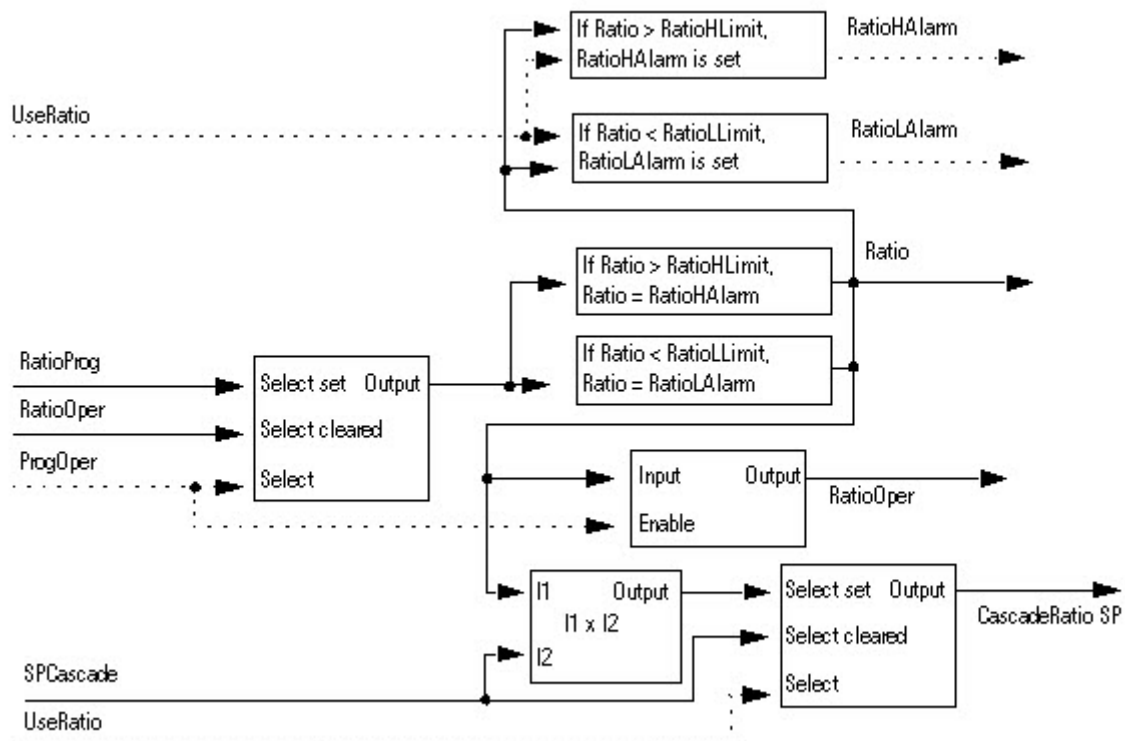 If Ratio > RatioHLimit,
RatioHAlarm is set
RatioHAlarm
UseRatio
If Ratio < RatioLLimit,
RatioLAlarm is set
RatioLAlarm
If Ratio > RatioHLimit,
Ratio = RatioHAlarm
Ratio
If Ratio < RatioLLimit,
Ratio = RatioLAlarm
RatioProg
Select set Output
RatioOper
Select cleared
ProgOper
Select
Input Output
RatioOper
Enable
I1 Output
I1 x I2
I2
Select set Output
CascadeRatio SP
Select cleared
Select
SPCascade
UseRatio